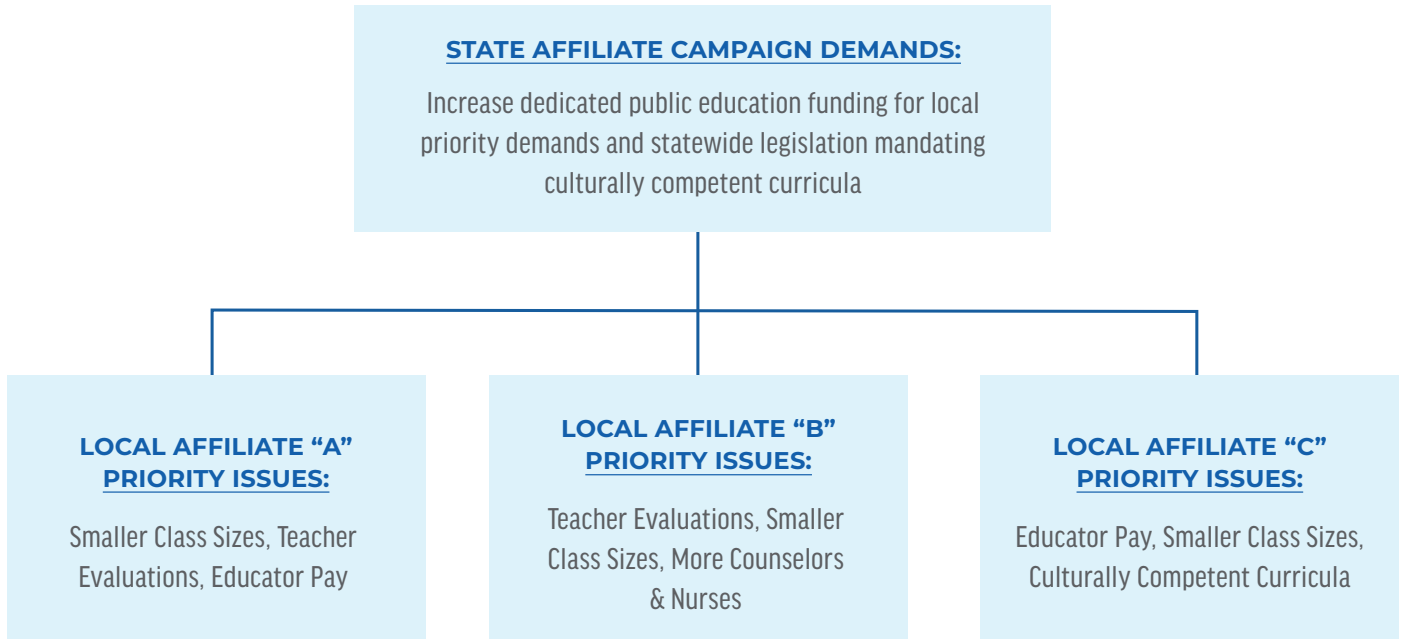 STATE AFFILIATE CAMPAIGN DEMANDS:
Increase dedicated public education funding for local
priority demands and statewide legislation mandating
culturally competent curricula
LOCAL AFFILIATE “A”
PRIORITY ISSUES:
Smaller Class Sizes, Teacher
Evaluations, Educator Pay
LOCAL AFFILIATE “B”
PRIORITY ISSUES:
Teacher Evaluations, Smaller
Class Sizes, More Counselors
& Nurses
LOCAL AFFILIATE “C”
PRIORITY ISSUES:
Educator Pay, Smaller Class Sizes,
Culturally Competent Curricula